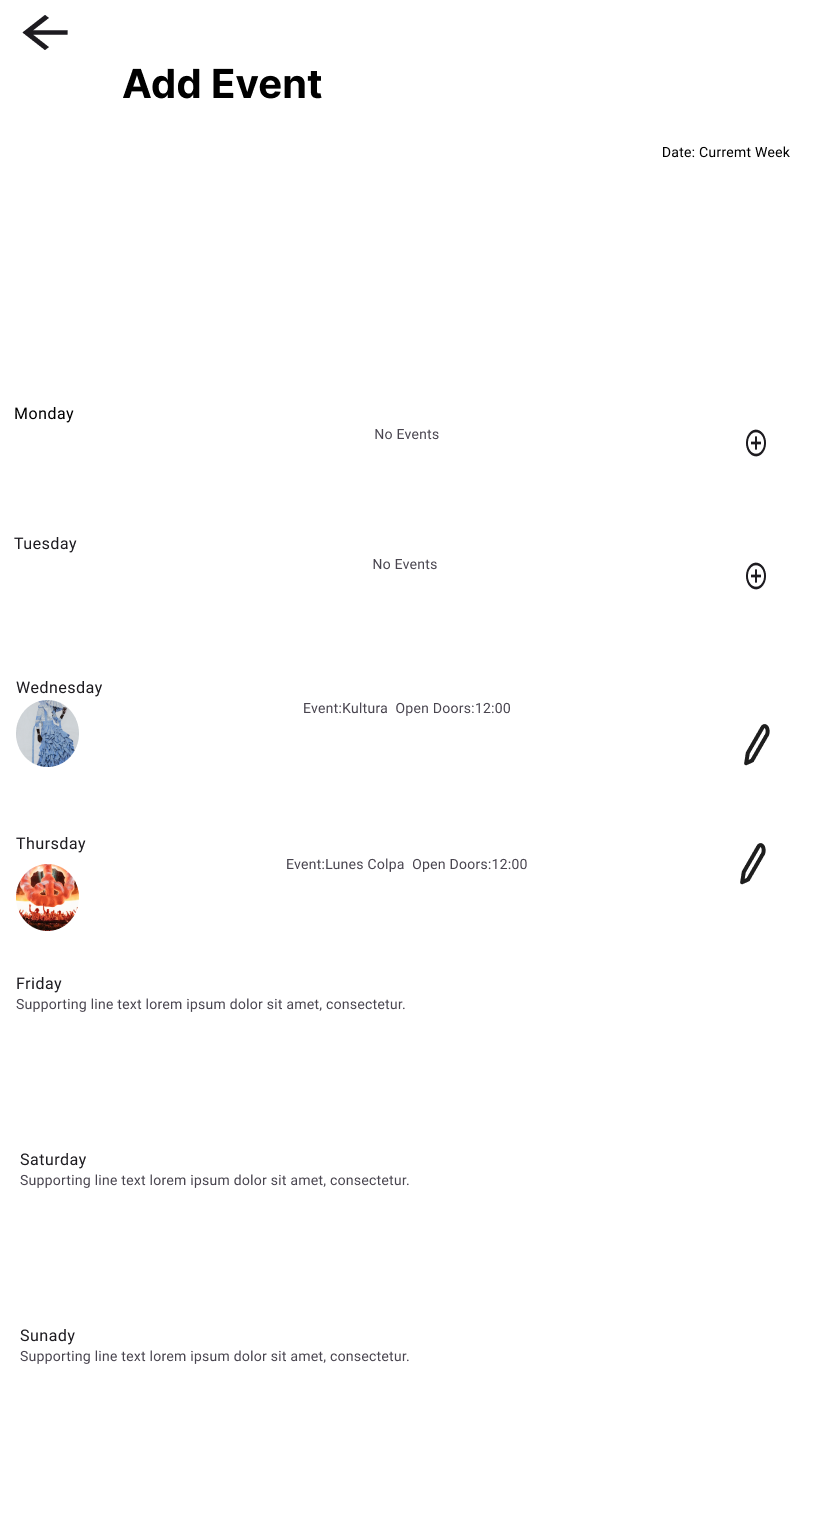 Add Event
Date: Curremt Week
Monday
No Events
Tuesday
No Events
Wednesday
Event:Kultura  Open Doors:12:00
Thursday
Event:Lunes Colpa  Open Doors:12:00
Friday
Supporting line text lorem ipsum dolor sit amet, consectetur.
Saturday
Supporting line text lorem ipsum dolor sit amet, consectetur.
Sunady
Supporting line text lorem ipsum dolor sit amet, consectetur.